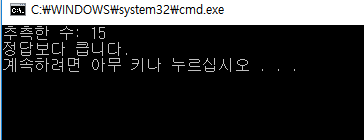 C:₩WINDOWS₩system32₩cmd.exe
추측한 수: 15
정답보다 큽니다.
계속하려면 아무 키나 누르십시오 . . .